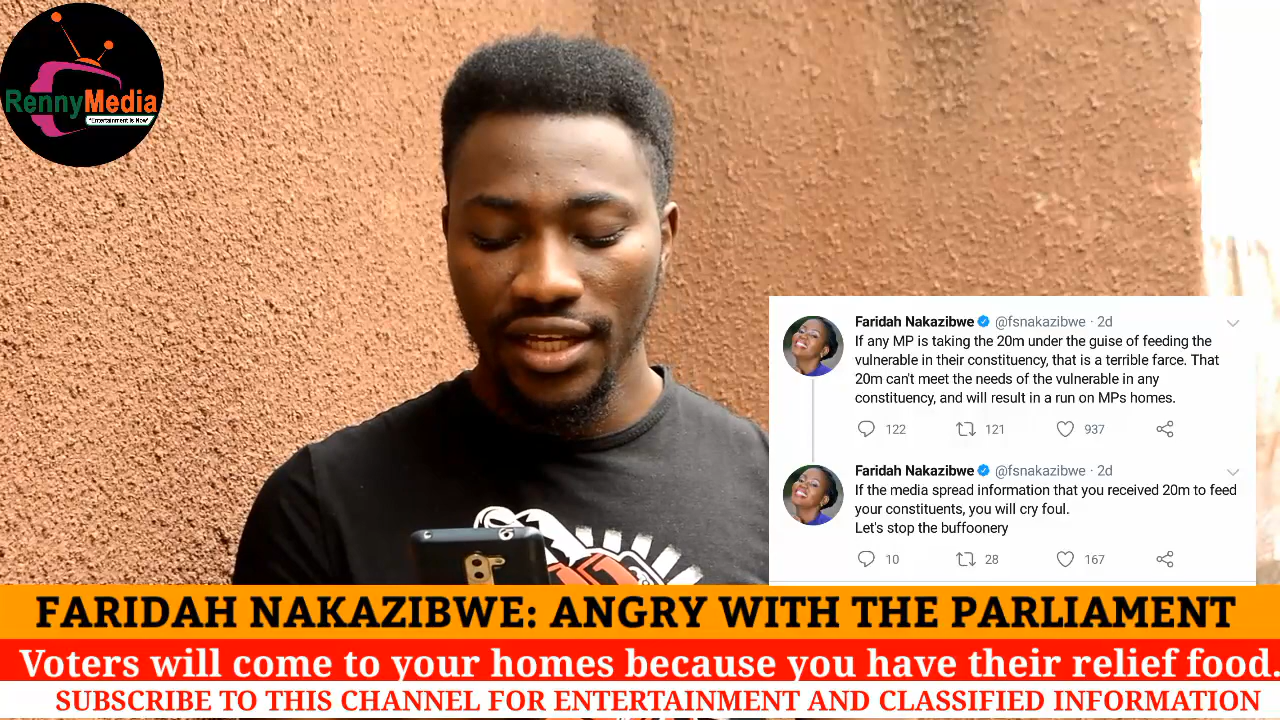 RennyMedia
"Entertainment is Now"
Faridah Nakazibwe @fsnakazibwe · 2d
If any MP is taking the 20m under the guise of feeding the
vulnerable in their constituency, that is a terrible farce. That
20m can't meet the needs of the vulnerable in any
constituency, and will result in a run on MPs homes.
122 121 937
Faridah Nakazibwe @fsnakazibwe · 2d
If the media spread information that you received 20m to feed
your constituents, you will cry foul.
Let's stop the buffoonery
10 28 167
FARIDAH NAKAZIBWE: ANGRY WITH THE PARLIAMENT
Voters will come to your homes because you have their relief food.
SUBSCRIBE TO THIS CHANNEL FOR ENTERTAINMENT AND CLASSIFIED INFORMATION